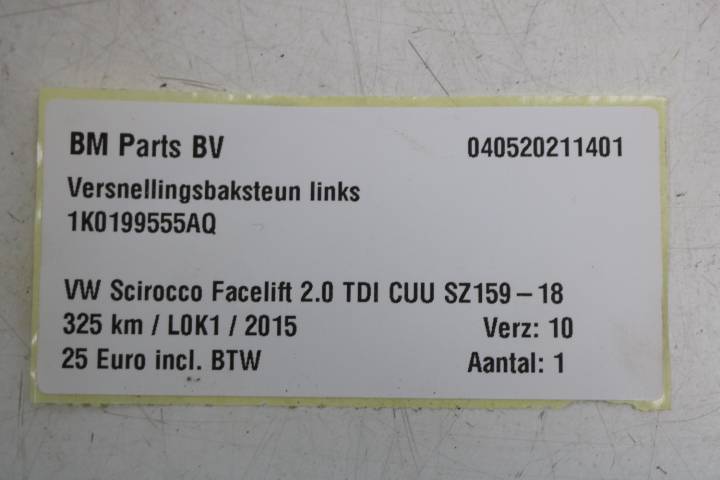 BM Parts BV 040520211401
Versnellingsbaksteun links
1K0199555AQ
VW Scirocco Facelift 2.0 TDI CUU SZ159 – 18
325 km / L0K1 / 2015 Verz: 10
25 Euro incl. BTW Aantal: 1